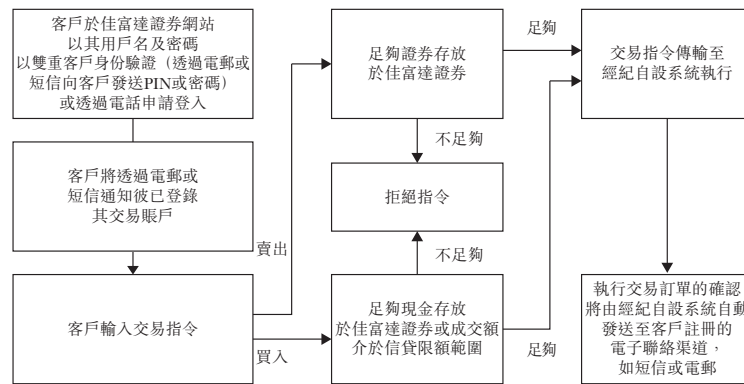 客戶於佳富達證券網站
以其用戶名及密碼
以雙重客戶身份驗證（透過電郵或
短信向客戶發送PIN或密碼）
或透過電話申請登入
客戶將透過電郵或
短信通知彼已登錄
其交易賬戶
客戶輸入交易指令
賣出
買入
足夠證券存放
於佳富達證券
足夠
不足夠
拒絕指令
不足夠
足夠現金存放
於佳富達證券或成交額
介於信貸限額範圍
足夠
交易指令傳輸至
經紀自設系統執行
執行交易訂單的確認
將由經紀自設系統自動
發送至客戶註冊的
電子聯絡渠道，
如短信或電郵